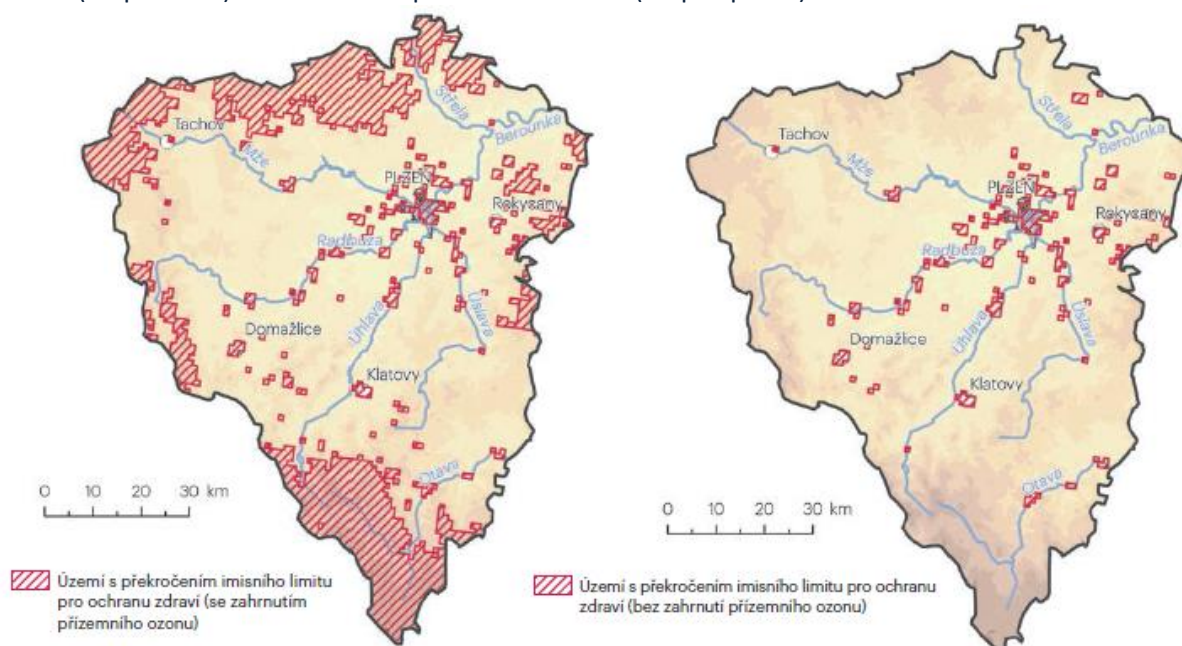 Tachov
Mže
Střela
Berounka
PLZEŇ
Rokycany
Radbuza
Úhlava
Úslava
Domažlice
Klatovy
Otava
0 10 20 30 km
Území s překročením imisního limitu
pro ochranu zdraví (se zahrnutím
přízemního ozonu)
Tachov
Mže
Střela
Berounka
PLZEŇ
Rokycany
Radbuza
Úhlava
Úslava
Domažlice
Klatovy
Otava
0 10 20 30 km
Území s překročením imisního limitu pro ochranu
zdraví (bez zahrnutí přízemního ozonu)